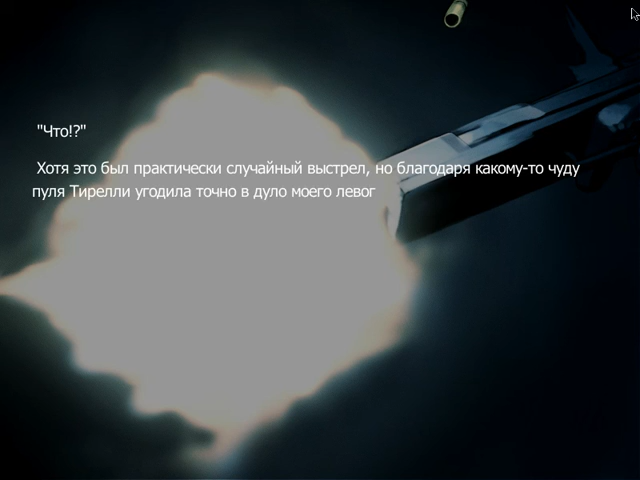 "Что!?"
Хотя это был практически случайный выстрел, но благодаря какому-то чуду
пуля Тирелли угодила точно в дуло моего левог